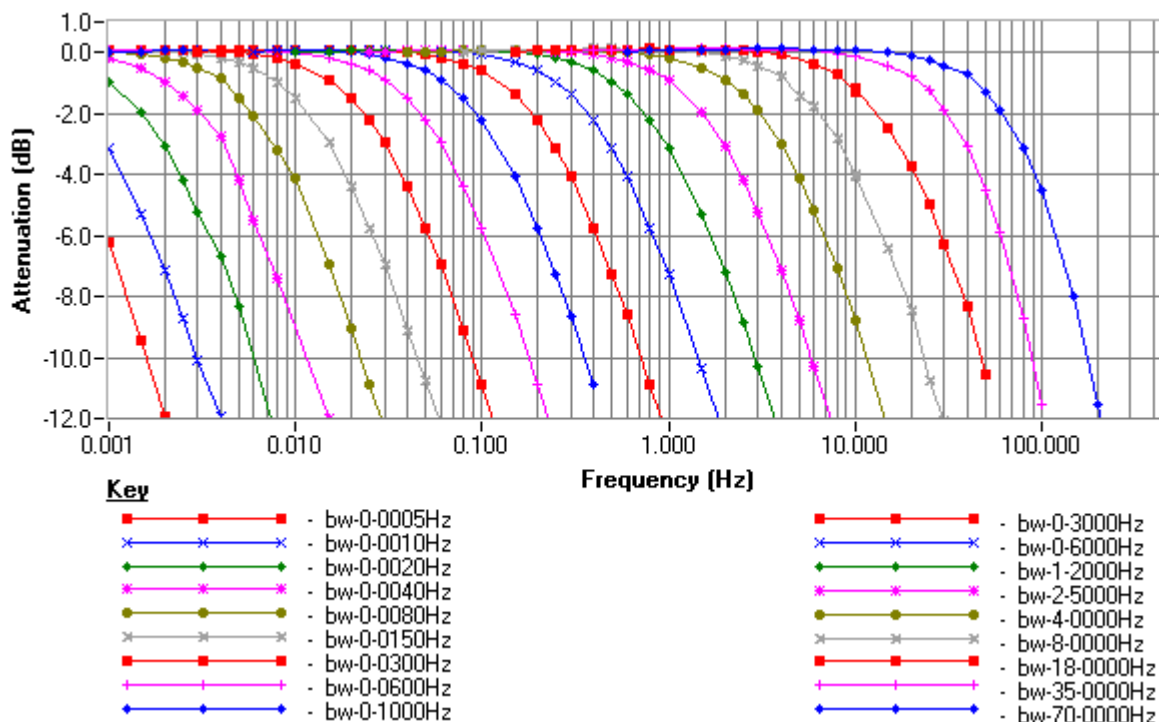 1.0
0.0
-2.0
-4.0
-6.0
-8.0
-10.0
-12.0
Attenuation (dB)
0.001
0.010
0.100
1.000
10.000
100.000
Frequency (Hz)
Key
- bw-0-0005Hz
- bw-0-0010Hz
- bw-0-0020Hz
- bw-0-0040Hz
- bw-0-0080Hz
- bw-0-0150Hz
- bw-0-0300Hz
- bw-0-0600Hz
- bw-0-1000Hz
- bw-0-3000Hz
- bw-0-6000Hz
- bw-1-2000Hz
- bw-2-5000Hz
- bw-4-0000Hz
- bw-8-0000Hz
- bw-18-0000Hz
- bw-35-0000Hz
- bw-70-0000Hz